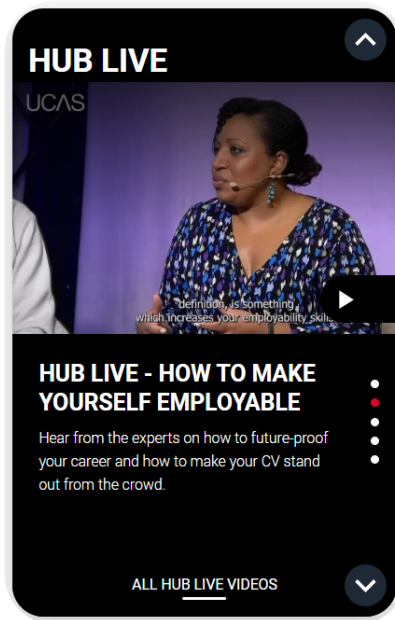 HUB LIVE
UCAS
definition, is something
which increases your employability
HUB LIVE - HOW TO MAKE
YOURSELF EMPLOYABLE
Hear from the experts on how to future-proof
your career and how to make your CV stand
out from the crowd.
ALL HUB LIVE VIDEOS